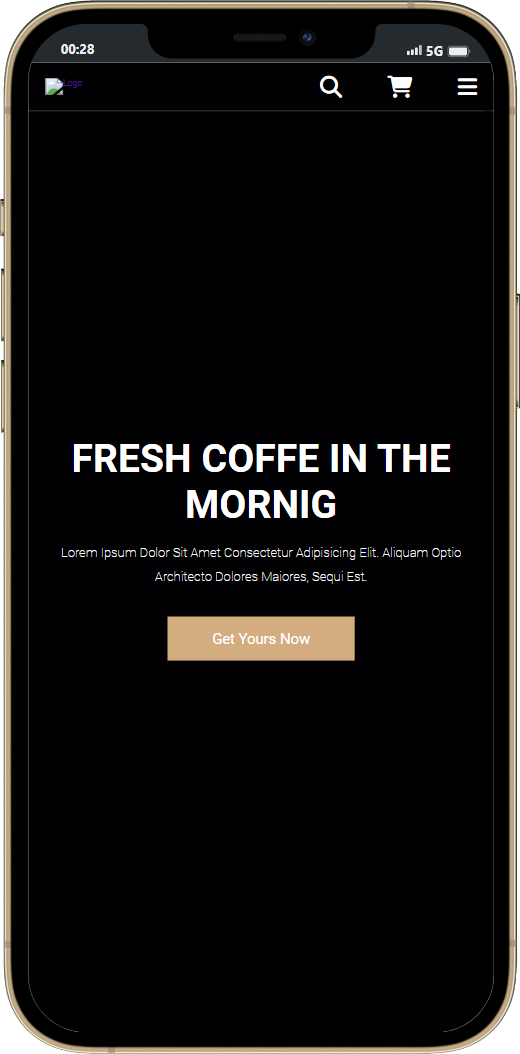 00:28
5G
Logo
FRESH COFFE IN THE
MORNIG
Lorem Ipsum Dolor Sit Amet Consectetur Adipisicing Elit. Aliquam Optio
Architecto Dolores Maiores, Sequi Est.
Get Yours Now